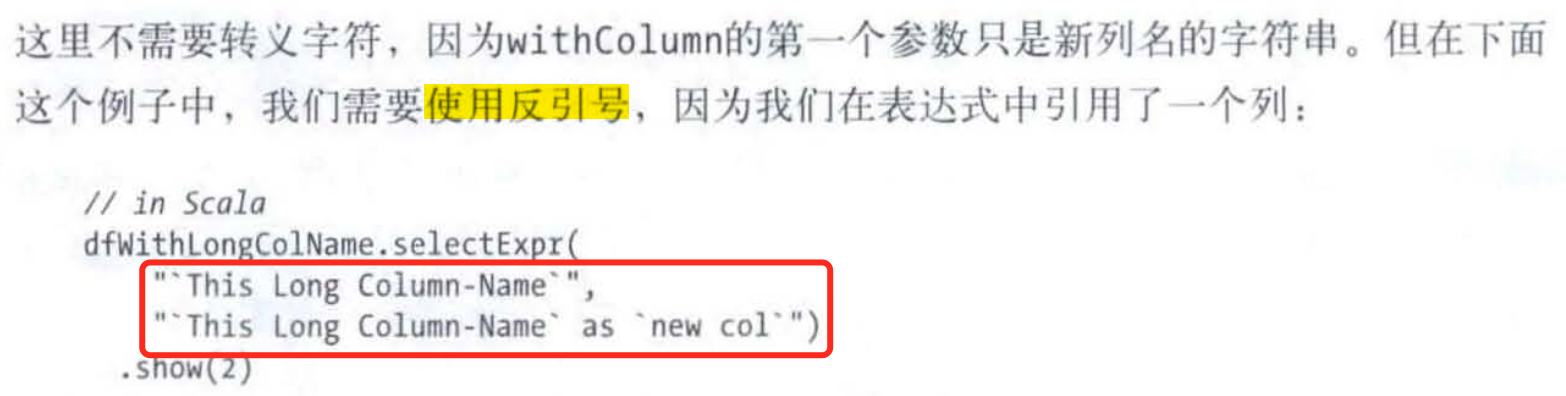 这里不需要转义字符，因为withColumn的第一个参数只是新列名的字符串。但在下面
这个例子中，我们需要使用反引号，因为我们在表达式中引用了一个列：
// in Scala
dfWithLongColName.selectExpr(
"`This Long Column-Name`",
"`This Long Column-Name` as `new col`")
.show(2)